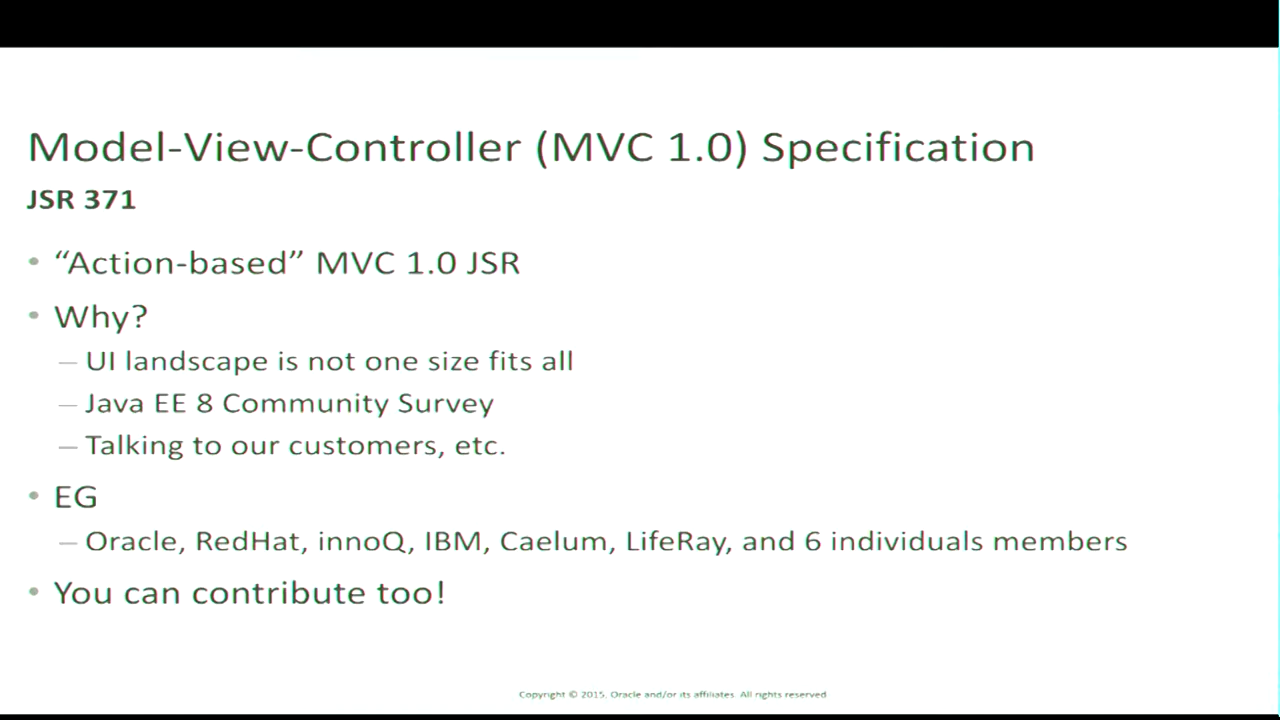 Model-View-Controller (MVC 1.0) Specification
JSR 371
• “Action-based” MVC 1.0 JSR
• Why?
– UI landscape is not one size fits all
– Java EE 8 Community Survey
– Talking to our customers, etc.
• EG
– Oracle, RedHat, innoQ, IBM, Caelum, LifeRay, and 6 individuals members
• You can contribute too!
Copyright © 2015, Oracle and/or its affiliates. All rights reserved